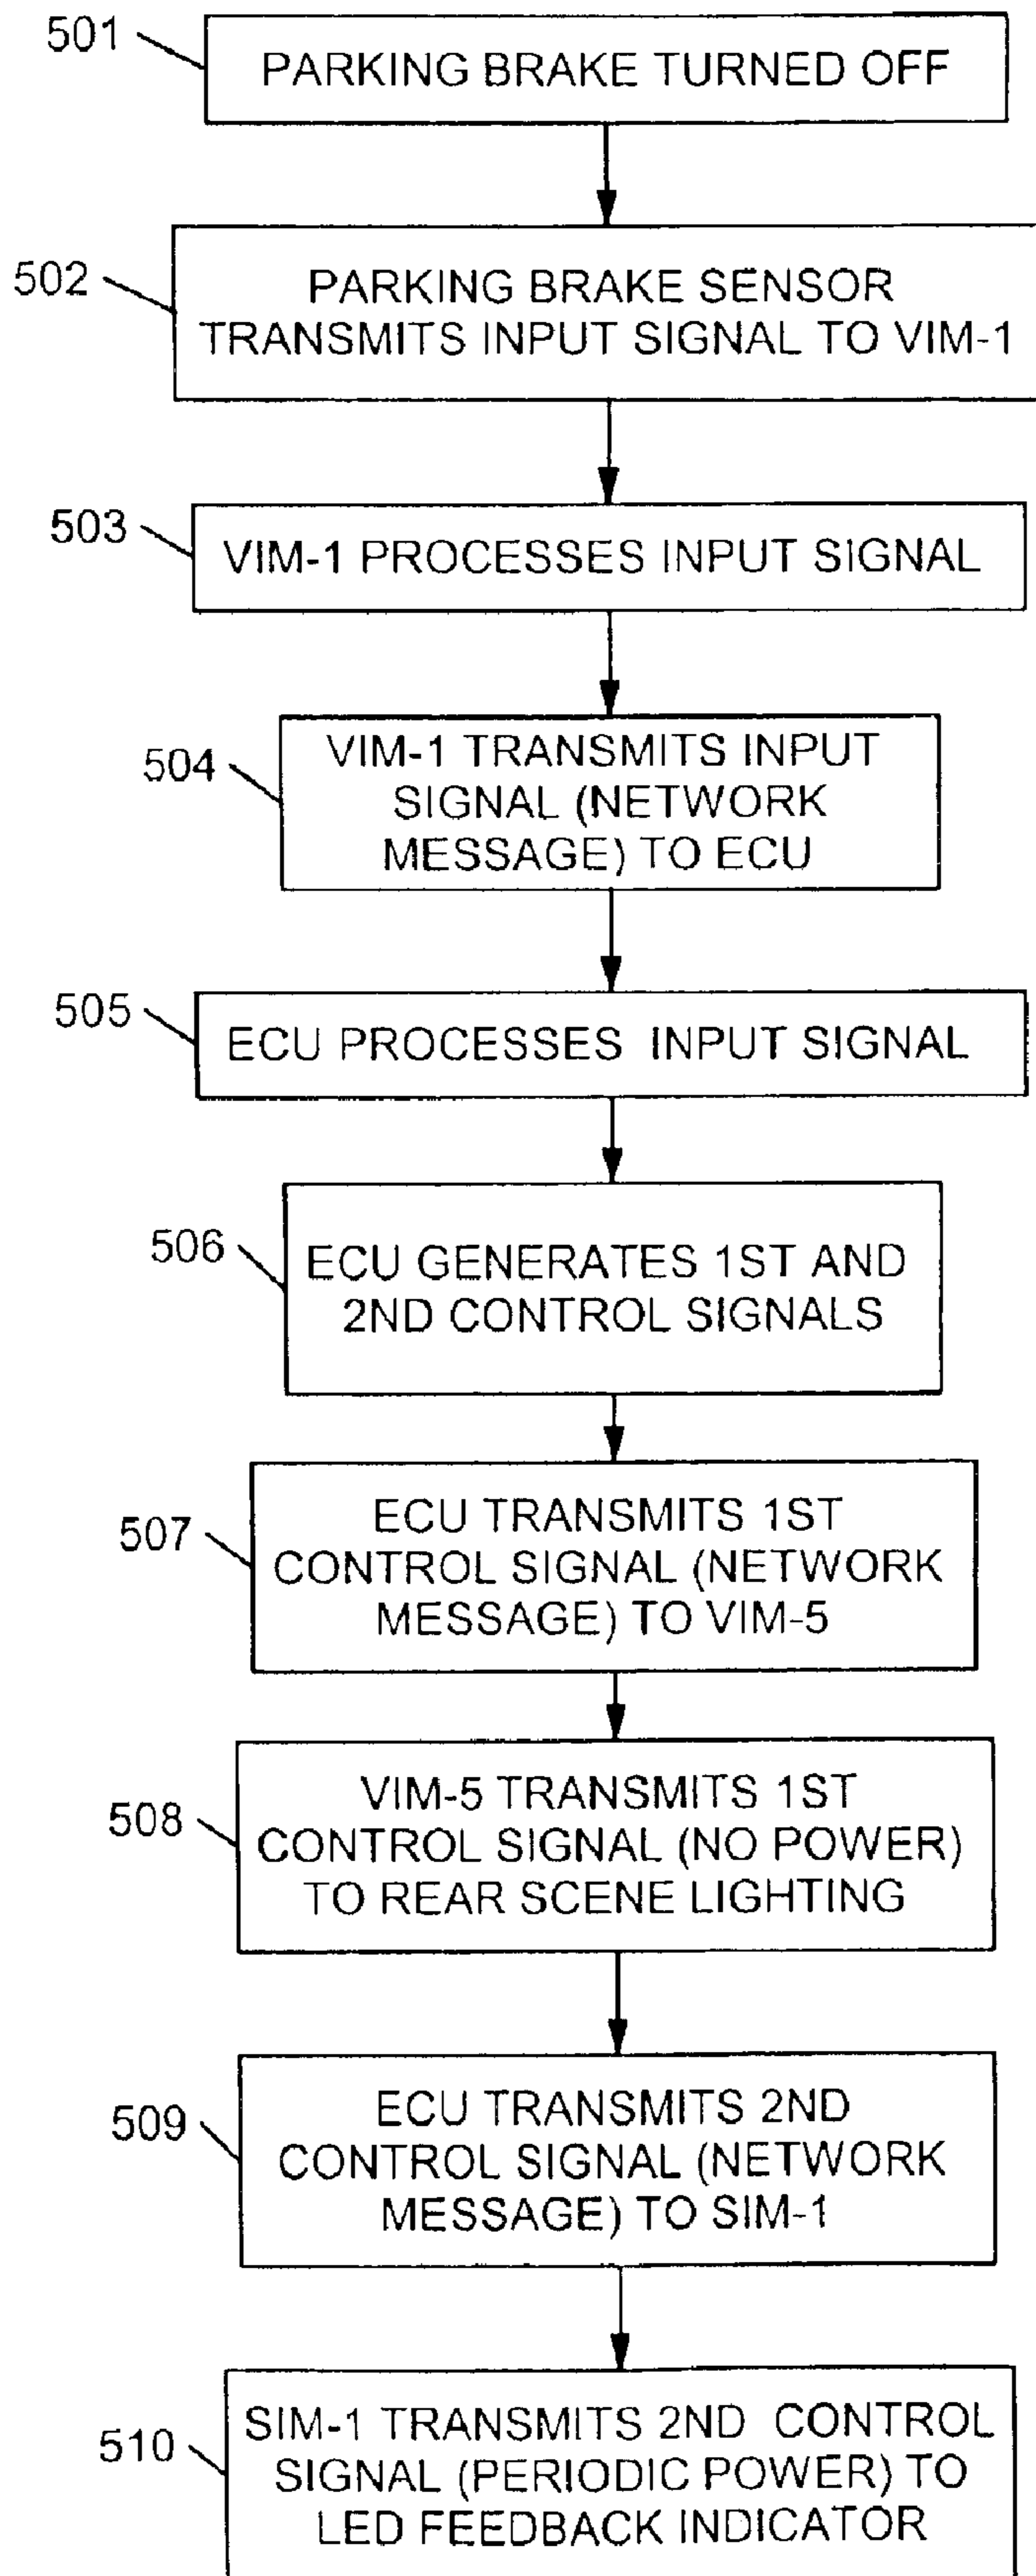 501
PARKING BRAKE TURNED OFF
502
PARKING BRAKE SENSOR
TRANSMITS INPUT SIGNAL TO VIM-1
503
VIM-1 PROCESSES INPUT SIGNAL
504
VIM-1 TRANSMITS INPUT
SIGNAL (NETWORK
MESSAGE) TO ECU
505
ECU PROCESSES INPUT SIGNAL
506
ECU GENERATES 1ST AND
2ND CONTROL SIGNALS
507
ECU TRANSMITS 1ST
CONTROL SIGNAL (NETWORK
MESSAGE) TO VIM-5
508
VIM-5 TRANSMITS 1ST
CONTROL SIGNAL (NO POWER)
TO REAR SCENE LIGHTING
509
ECU TRANSMITS 2ND
CONTROL SIGNAL (NETWORK
MESSAGE) TO SIM-1
510
SIM-1 TRANSMITS 2ND CONTROL
SIGNAL (PERIODIC POWER) TO
LED FEEDBACK INDICATOR